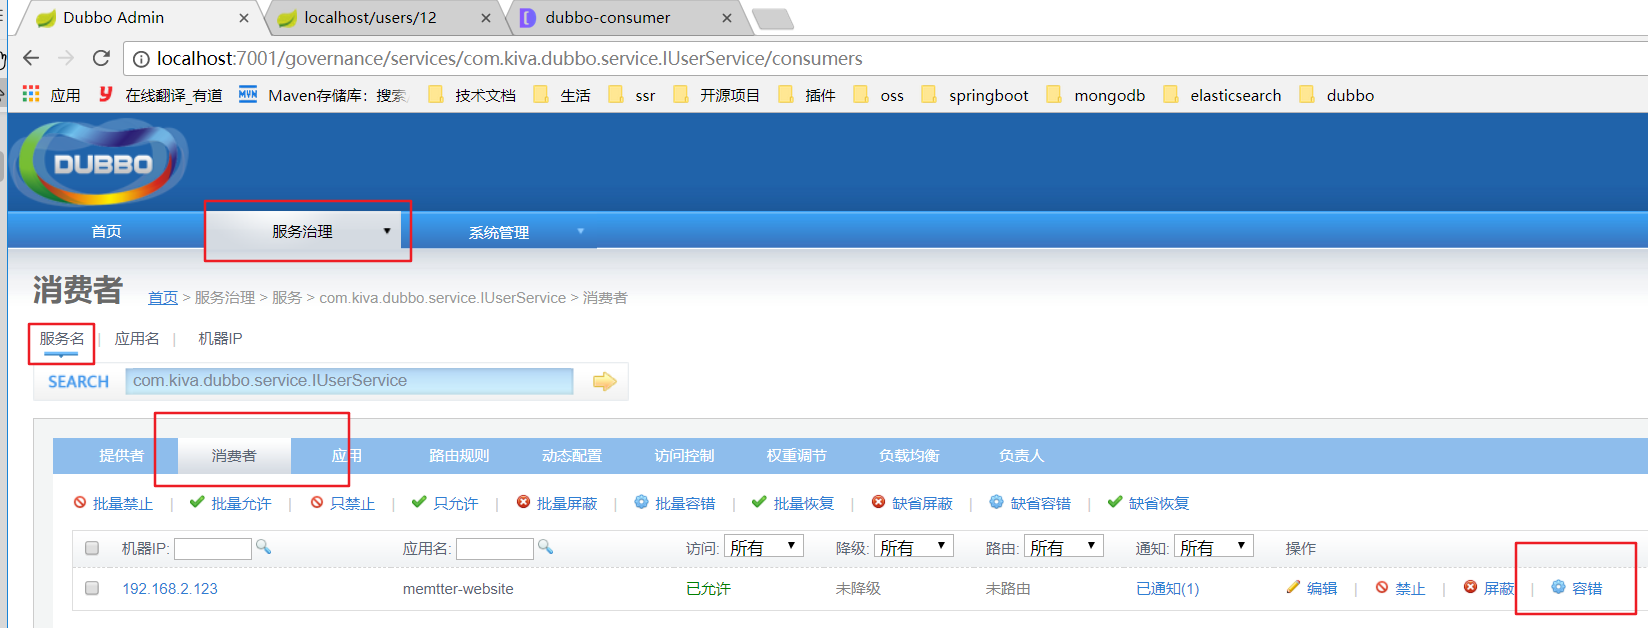 Dubbo Admin × localhost/users/12 × dubbo-consumer ×
localhost:7001/governance/services/com.kiva.dubbo.service.IUserService/consumers
应用 在线翻译_有道 MVN Maven存储库：搜索 技术文档 生活 ssr 开源项目 插件 oss springboot mongodb elasticsearch dubbo
DUBBO
首页 服务治理 系统管理
消费者 首页 > 服务治理 > 服务 > com.kiva.dubbo.service.IUserService > 消费者
服务名 | 应用名 | 机器IP
SEARCH com.kiva.dubbo.service.IUserService
提供者 消费者 应用 路由规则 动态配置 访问控制 权重调节 负载均衡 负责人
批量禁止 | 批量允许 | 只禁止 | 只允许 | 批量屏蔽 | 批量容错 | 批量恢复 | 缺省屏蔽 | 缺省容错 | 缺省恢复
机器IP: 应用名: 访问: 所有 降级: 所有 路由: 所有 通知: 所有 操作
192.168.2.123 memtter-website 已允许 未降级 未路由 已通知(1) 编辑 | 禁止 | 屏蔽 | 容错